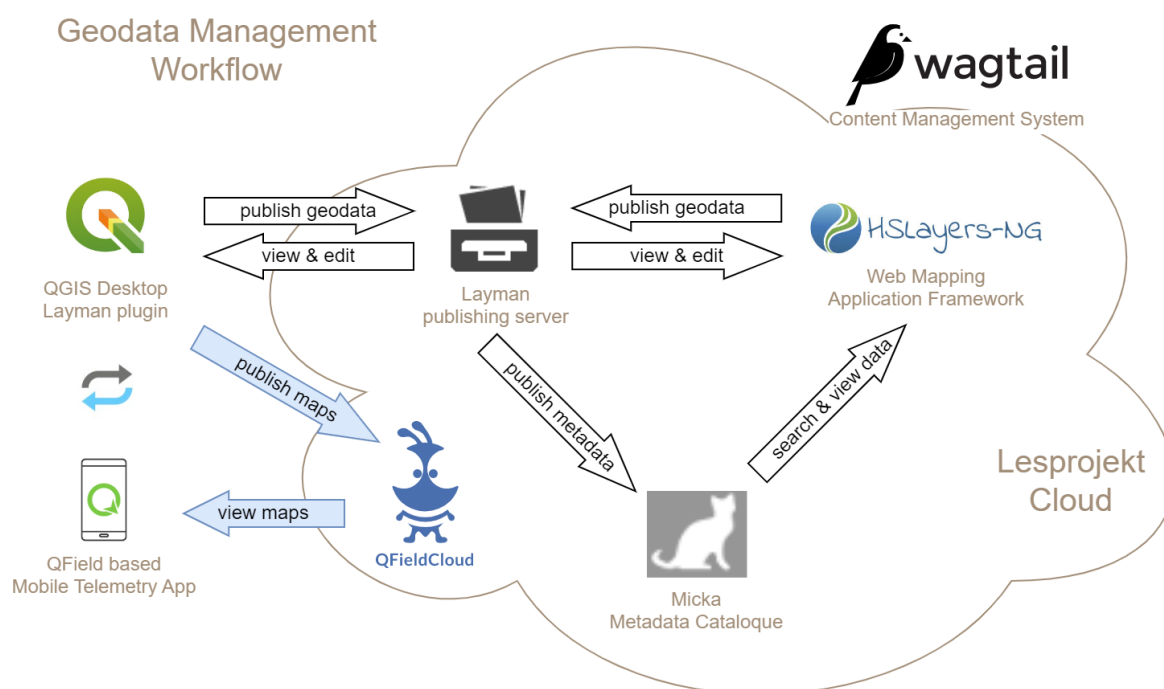 Geodata Management
Workflow
wagtail
Content Management System
publish geodata
view & edit
publish geodata
view & edit
HSLayers-NG
QGIS Desktop
Layman plugin
Layman
publishing server
Web Mapping
Application Framework
publish maps
publish metadata
search & view data
Lesprojekt
Cloud
view maps
QFieldCloud
QField based
Mobile Telemetry App
Micka
Metadata Cataloque